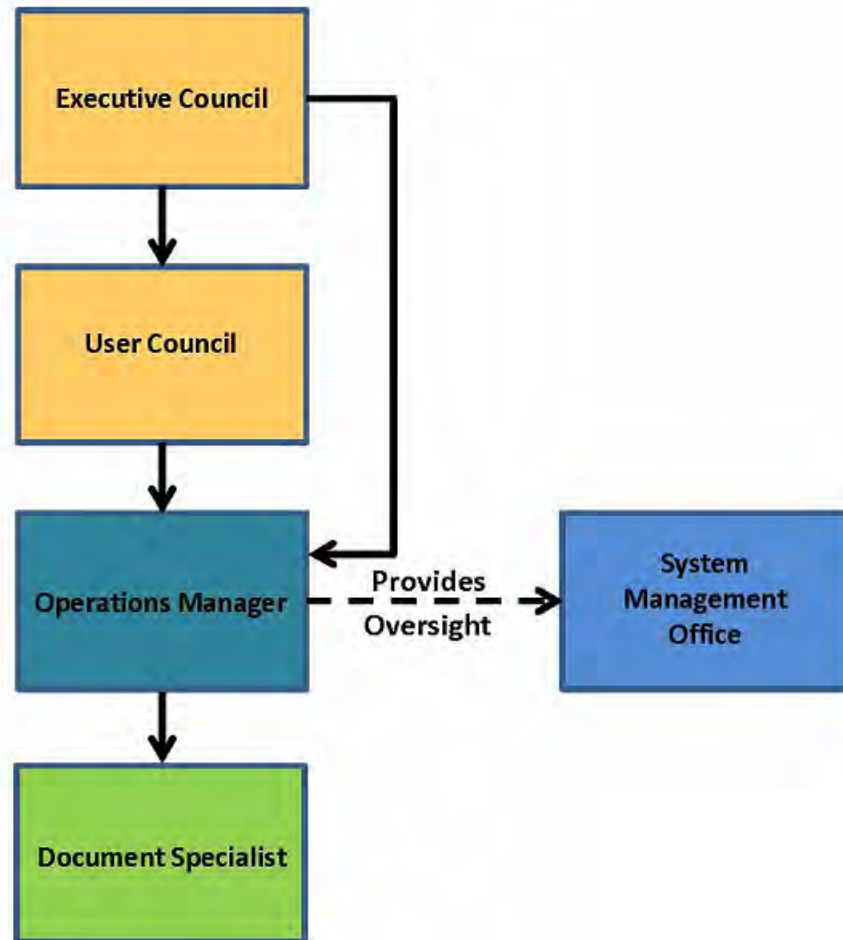 Executive Council
User Council
Operations Manager
Provides
Oversight
System
Management
Office
Document Specialist